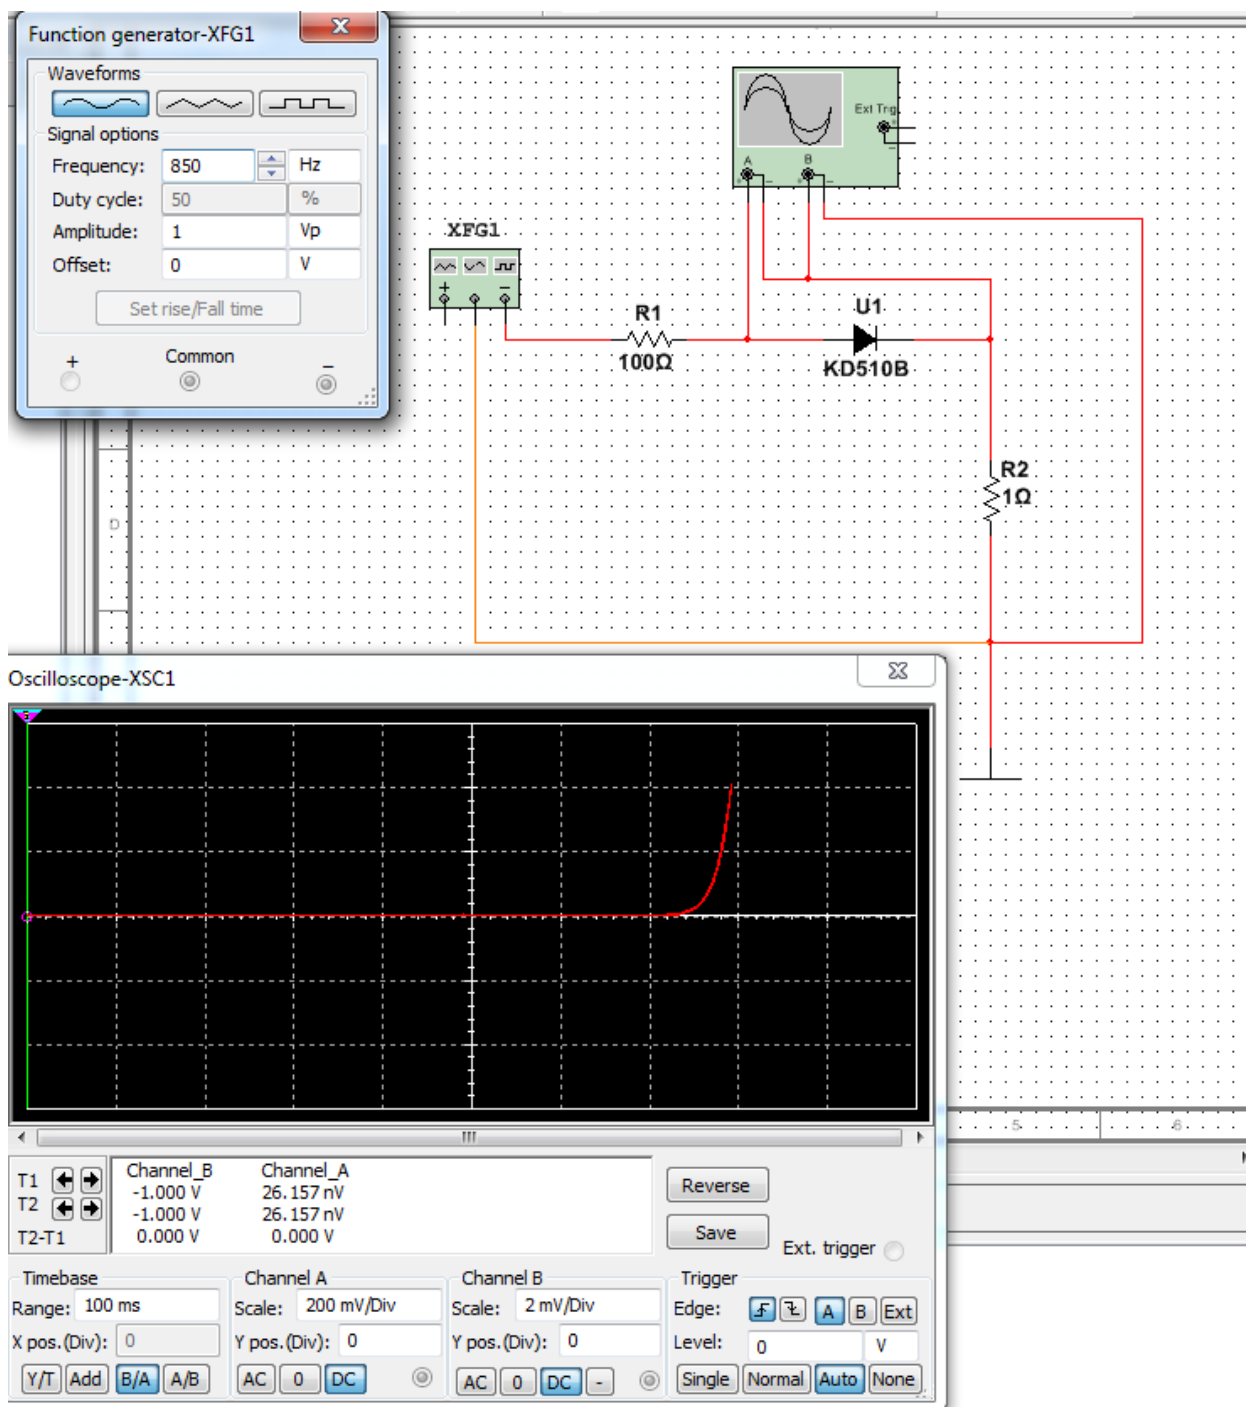 Function generator-XFG1
X
Waveforms
Signal options
Frequency: 850 Hz
Duty cycle: 50 %
Amplitude: 1 Vp
Offset: 0 V
Set rise/Fall time
+ Common –
Ext Trig
+
–
A B
+ – + –
XFG1
+ –
R1
100Ω
U1
KD510B
R2
1Ω
D
Oscilloscope-XSC1
5 6
T1
T2
T2-T1
Channel_B Channel_A
-1.000 V 26.157 nV
-1.000 V 26.157 nV
0.000 V 0.000 V
Reverse
Save
Ext. trigger
Timebase
Range: 100 ms
X pos.(Div): 0
Y/T Add B/A A/B
Channel A
Scale: 200 mV/Div
Y pos.(Div): 0
AC 0 DC
Channel B
Scale: 2 mV/Div
Y pos.(Div): 0
AC 0 DC -
Trigger
Edge: A B Ext
Level: 0 V
Single Normal Auto None